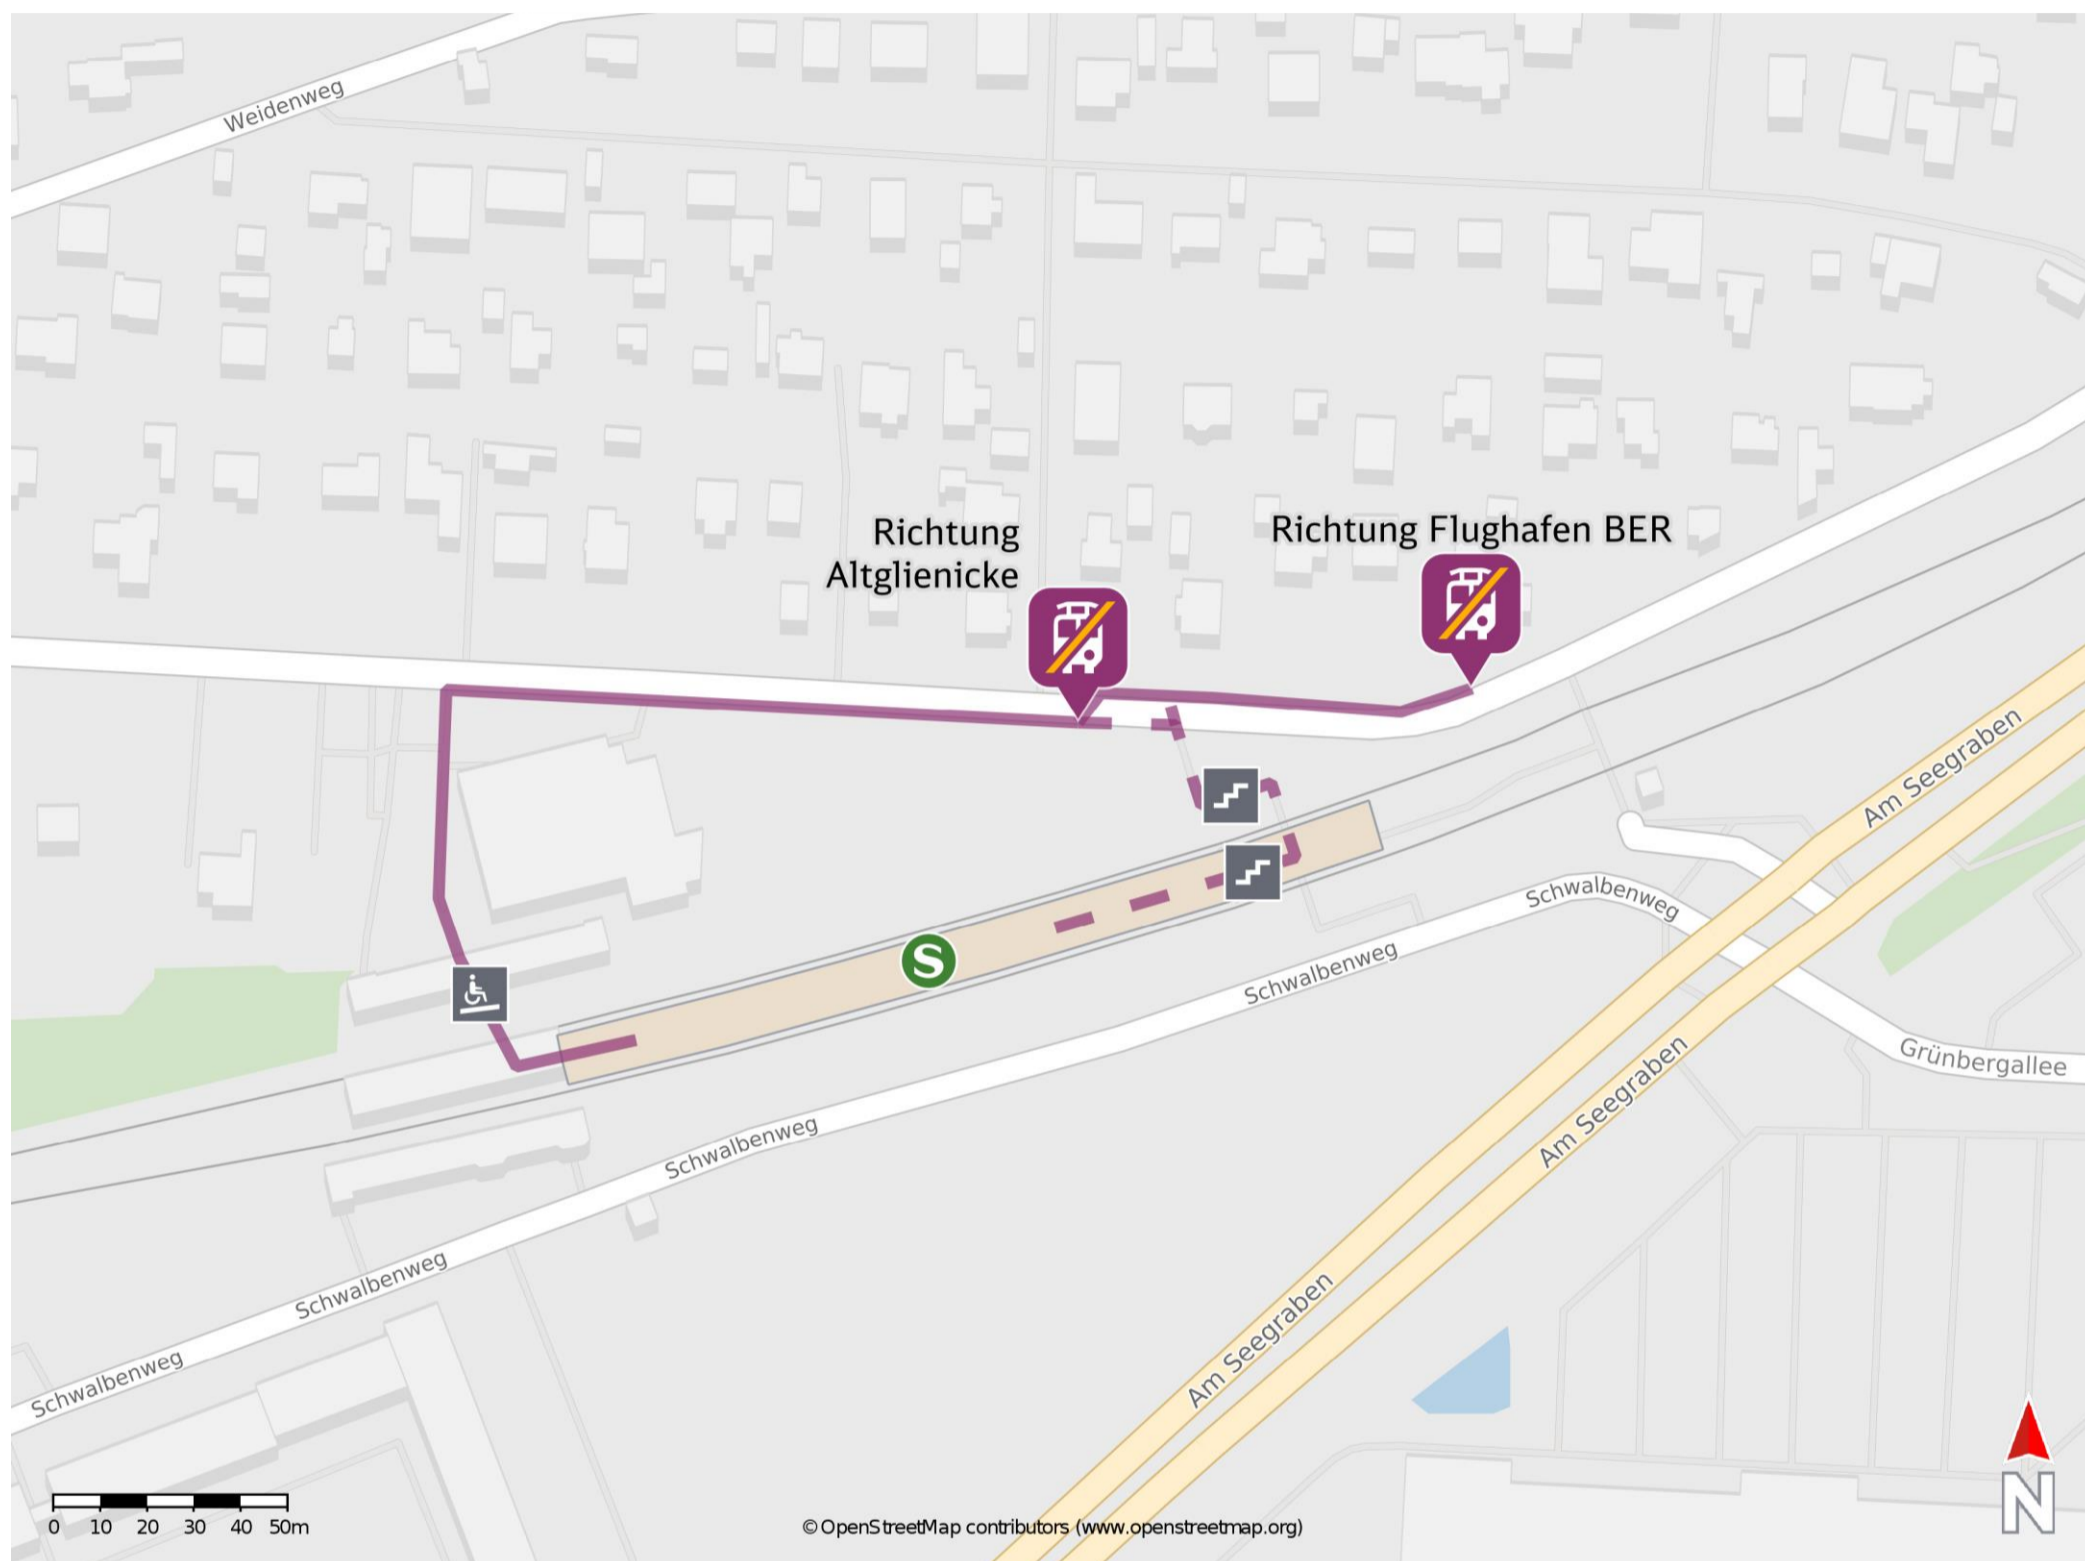 Weidenweg
Richtung Flughafen BER
Richtung
Altglienicke
Am Seegraben
Schwalbenweg
S
Schwalbenweg
Grünbergallee
Am Seegraben
Schwalbenweg
Schwalbenweg
Am Seegraben
Schwalbenweg
N
0 10 20 30 40 50m
© OpenStreetMap contributors (www.openstreetmap.org)